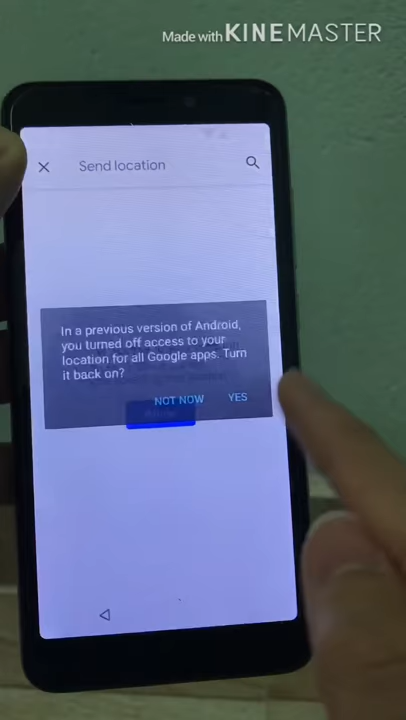 Made with KINEMASTER
Send location
In a previous version of Android,
you turned off access to your
location for all Google apps. Turn
it back on?
NOT NOW YES